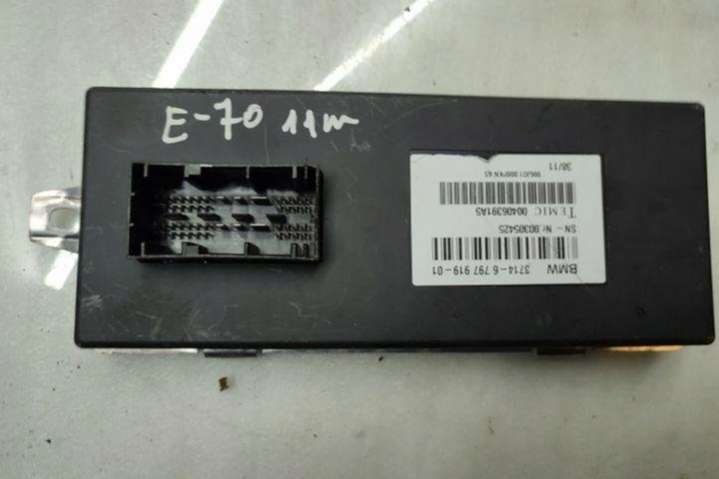 E-70 11m
BMW 3714-6 797 919-01
SN-Nr.80305425
TEMIC 00406391A5
38/11